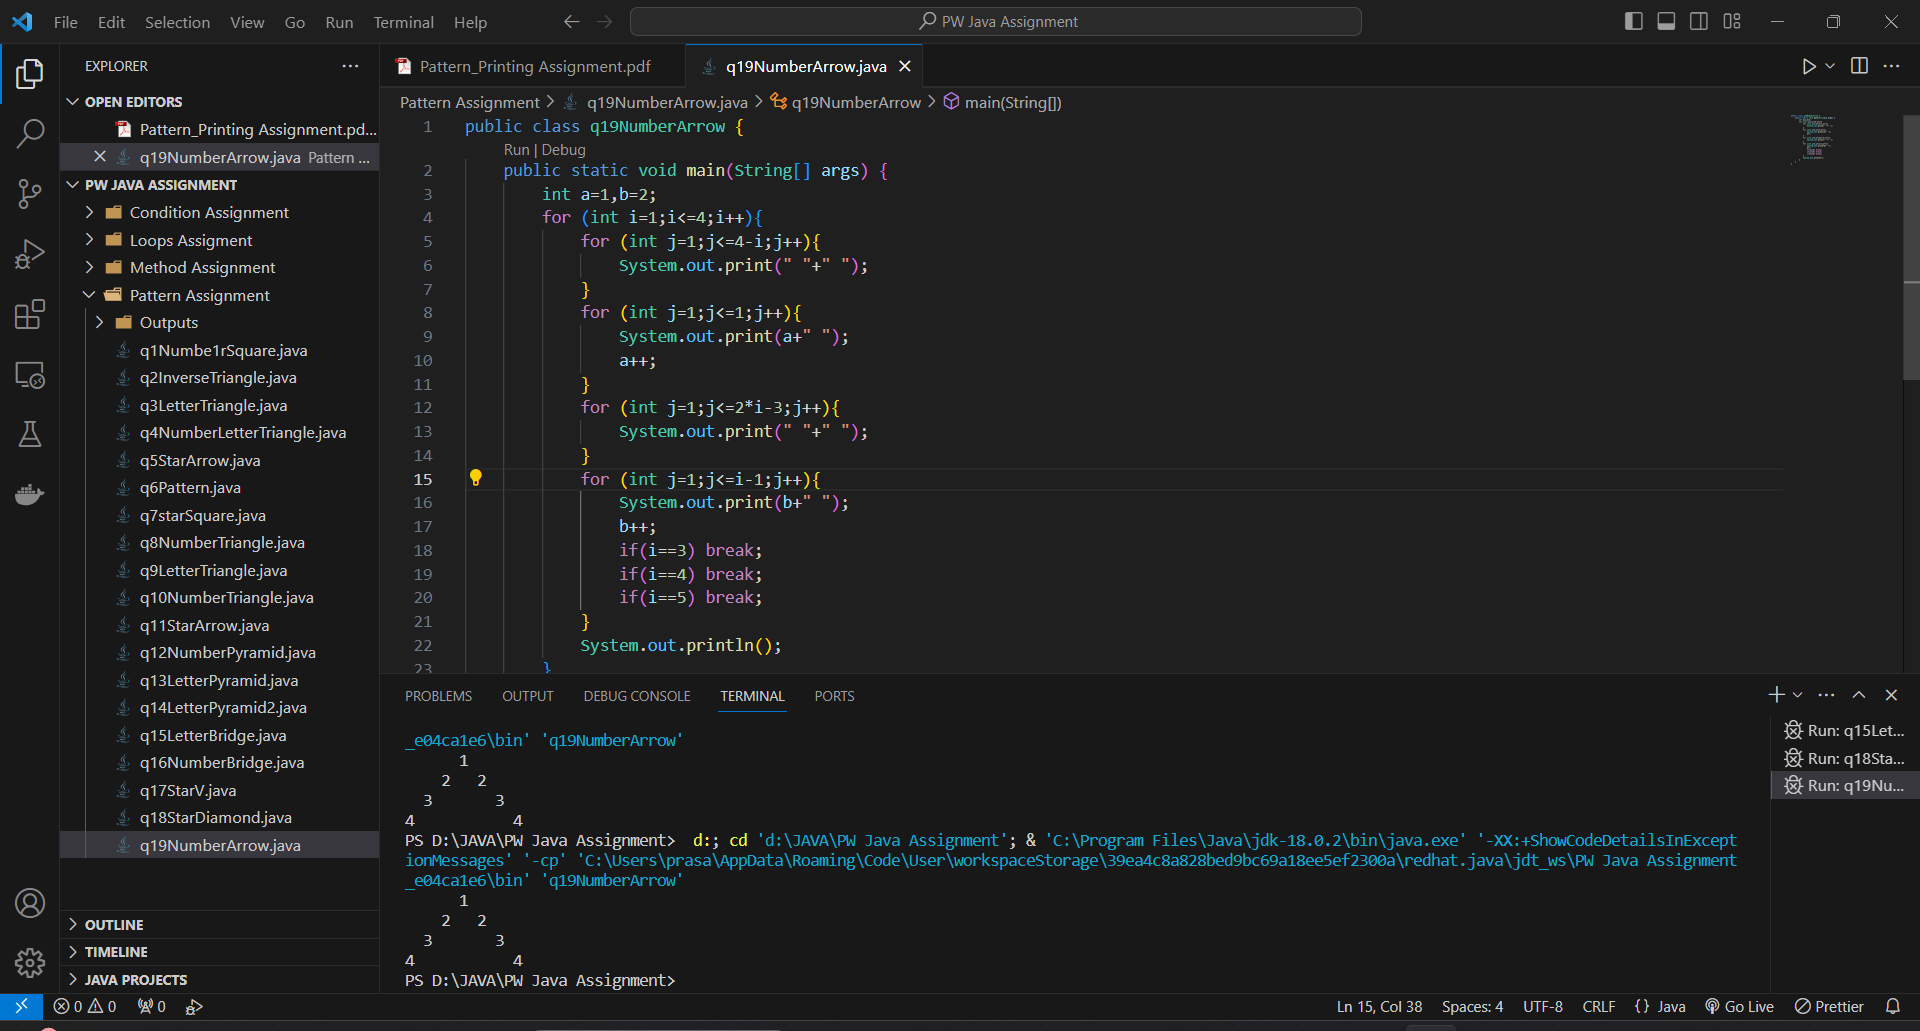 File Edit Selection View Go Run Terminal Help
PW Java Assignment
EXPLORER
OPEN EDITORS
Pattern_Printing Assignment.pd...
q19NumberArrow.java Pattern ...
PW JAVA ASSIGNMENT
Condition Assignment
Loops Assigment
Method Assignment
Pattern Assignment
Outputs
q1Numbe1rSquare.java
q2InverseTriangle.java
q3LetterTriangle.java
q4NumberLetterTriangle.java
q5StarArrow.java
q6Pattern.java
q7starSquare.java
q8NumberTriangle.java
q9LetterTriangle.java
q10NumberTriangle.java
q11StarArrow.java
q12NumberPyramid.java
q13LetterPyramid.java
q14LetterPyramid2.java
q15LetterBridge.java
q16NumberBridge.java
q17StarV.java
q18StarDiamond.java
q19NumberArrow.java
OUTLINE
TIMELINE
JAVA PROJECTS
Pattern_Printing Assignment.pdf q19NumberArrow.java
Pattern Assignment > q19NumberArrow.java > q19NumberArrow > main(String[])
1 public class q19NumberArrow {
Run | Debug
2 public static void main(String[] args) {
3 int a=1,b=2;
4 for (int i=1;i<=4;i++){
5 for (int j=1;j<=4-i;j++){
6 System.out.print(" "+" ");
7 }
8 for (int j=1;j<=1;j++){
9 System.out.print(a+" ");
10 a++;
11 }
12 for (int j=1;j<=2*i-3;j++){
13 System.out.print(" "+" ");
14 }
15 for (int j=1;j<=i-1;j++){
16 System.out.print(b+" ");
17 b++;
18 if(i==3) break;
19 if(i==4) break;
20 if(i==5) break;
21 }
22 System.out.println();
23 }
PROBLEMS OUTPUT DEBUG CONSOLE TERMINAL PORTS
_e04ca1e6\bin' 'q19NumberArrow'
1
2 2
3 3
4 4
PS D:\JAVA\PW Java Assignment> d:; cd 'd:\JAVA\PW Java Assignment'; & 'C:\Program Files\Java\jdk-18.0.2\bin\java.exe' '-XX:+ShowCodeDetailsInExcept
ionMessages' '-cp' 'C:\Users\prasa\AppData\Roaming\Code\User\workspaceStorage\39ea4c8a828bed9bc69a18ee5ef2300a\redhat.java\jdt_ws\PW Java Assignment
_e04ca1e6\bin' 'q19NumberArrow'
1
2 2
3 3
4 4
PS D:\JAVA\PW Java Assignment>
Run: q15Let...
Run: q18Sta...
Run: q19Nu...
0 0 0
Ln 15, Col 38 Spaces: 4 UTF-8 CRLF {} Java Go Live Prettier